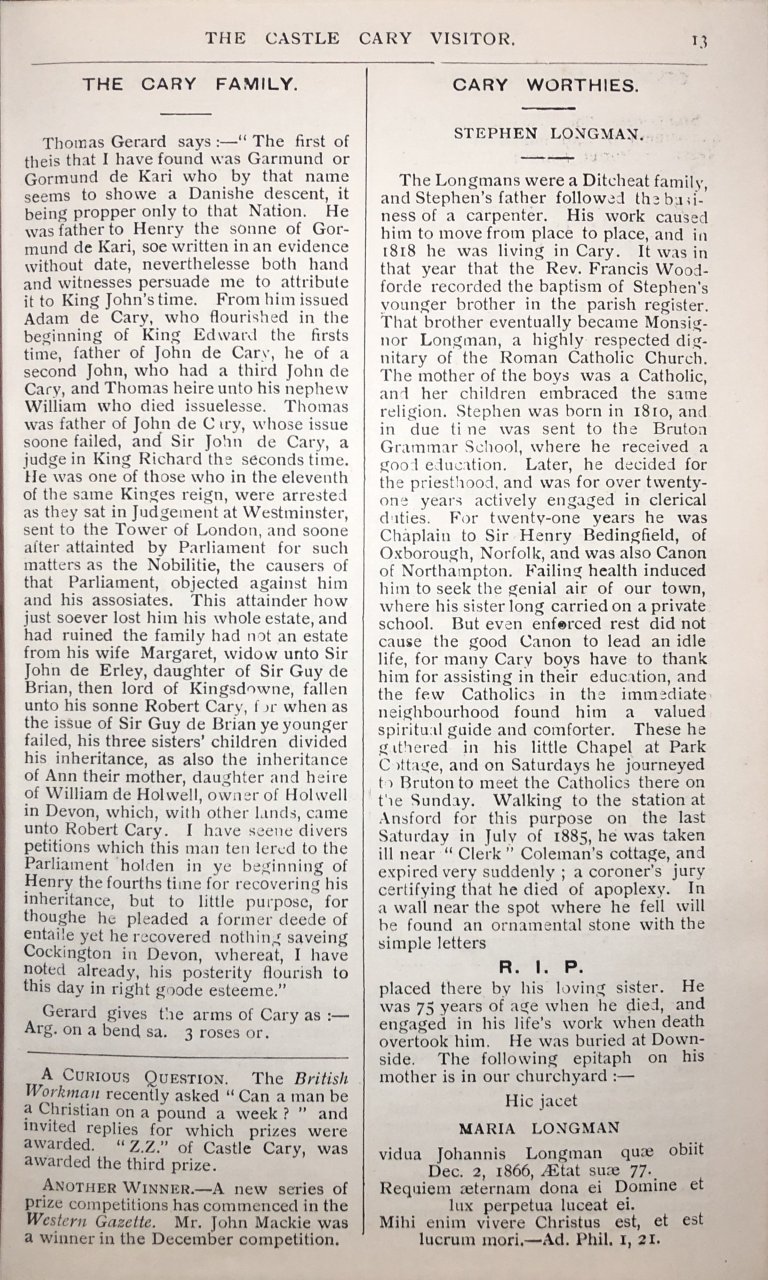 THE CASTLE CARY VISITOR. 13
THE CARY FAMILY.
Thomas Gerard says :—“ The first of
theis that I have found was Garmund or
Gormund de Kari who by that name
seems to showe a Danishe descent, it
being propper only to that Nation. He
was father to Henry the sonne of Gor-
mund de Kari, soe written in an evidence
without date, neverthelesse both hand
and witnesses persuade me to attribute
it to King John's time. From him issued
Adam de Cary, who flourished in the
beginning of King Edward the firsts
time, father of John de Cary, he of a
second John, who had a third John de
Cary, and Thomas heire unto his nephew
William who died issuelesse. Thomas
was father of John de Cary, whose issue
soone failed, and Sir John de Cary, a
judge in King Richard the seconds time.
He was one of those who in the eleventh
of the same Kinges reign, were arrested
as they sat in Judgement at Westminster,
sent to the Tower of London, and soone
after attainted by Parliament for such
matters as the Nobilitie, the causers of
that Parliament, objected against him
and his assosiates. This attainder how
just soever lost him his whole estate, and
had ruined the family had not an estate
from his wife Margaret, widow unto Sir
John de Erley, daughter of Sir Guy de
Brian, then lord of Kingsdowne, fallen
unto his sonne Robert Cary, for when as
the issue of Sir Guy de Brian ye younger
failed, his three sisters' children divided
his inheritance, as also the inheritance
of Ann their mother, daughter and heire
of William de Holwell, owner of Holwell
in Devon, which, with other lands, came
unto Robert Cary. I have seene divers
petitions which this man tendered to the
Parliament holden in ye beginning of
Henry the fourths time for recovering his
inheritance, but to little purpose, for
thoughe he pleaded a former deede of
entaile yet he recovered nothing saveing
Cockington in Devon, whereat, I have
noted already, his posterity flourish to
this day in right goode esteeme.”
Gerard gives the arms of Cary as :—
Arg. on a bend sa. 3 roses or.
A CURIOUS QUESTION. The British
Workman recently asked “ Can a man be
a Christian on a pound a week ? ” and
invited replies for which prizes were
awarded. “ Z.Z.” of Castle Cary, was
awarded the third prize.
ANOTHER WINNER.—A new series of
prize competitions has commenced in the
Western Gazette. Mr. John Mackie was
a winner in the December competition.
CARY WORTHIES.
STEPHEN LONGMAN.
The Longmans were a Ditcheat family,
and Stephen's father followed the busi-
ness of a carpenter. His work caused
him to move from place to place, and in
1818 he was living in Cary. It was in
that year that the Rev. Francis Wood-
forde recorded the baptism of Stephen's
younger brother in the parish register.
That brother eventually became Monsig-
nor Longman, a highly respected dig-
nitary of the Roman Catholic Church.
The mother of the boys was a Catholic,
and her children embraced the same
religion. Stephen was born in 1810, and
in due time was sent to the Bruton
Grammar School, where he received a
good education. Later, he decided for
the priesthood, and was for over twenty-
one years actively engaged in clerical
duties. For twenty-one years he was
Chaplain to Sir Henry Bedingfield, of
Oxborough, Norfolk, and was also Canon
of Northampton. Failing health induced
him to seek the genial air of our town,
where his sister long carried on a private
school. But even enforced rest did not
cause the good Canon to lead an idle
life, for many Cary boys have to thank
him for assisting in their education, and
the few Catholics in the immediate
neighbourhood found him a valued
spiritual guide and comforter. These he
gathered in his little Chapel at Park
Cottage, and on Saturdays he journeyed
to Bruton to meet the Catholics there on
the Sunday. Walking to the station at
Ansford for this purpose on the last
Saturday in July of 1885, he was taken
ill near “ Clerk ” Coleman's cottage, and
expired very suddenly ; a coroner's jury
certifying that he died of apoplexy. In
a wall near the spot where he fell will
be found an ornamental stone with the
simple letters
R. I. P.
placed there by his loving sister. He
was 75 years of age when he died, and
engaged in his life's work when death
overtook him. He was buried at Down-
side. The following epitaph on his
mother is in our churchyard :—
Hic jacet
MARIA LONGMAN
vidua Johannis Longman quæ obiit
Dec. 2, 1866, Ætat suæ 77.
Requiem æternam dona ei Domine et
lux perpetua luceat ei.
Mihi enim vivere Christus est, et est
lucrum mori.—Ad. Phil. 1, 21.